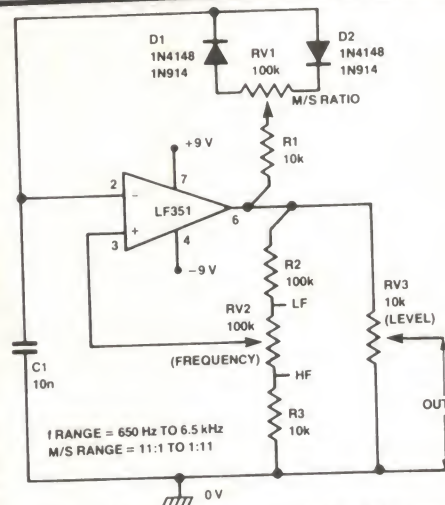 D1
1N4148
1N914
D2
1N4148
1N914
RV1
100k
M/S RATIO
R1
10k
+9 V
2
−
7
LF351
6
3
+
4
−9 V
R2
100k
LF
RV2
100k
(FREQUENCY)
HF
R3
10k
RV3
10k
(LEVEL)
OUT
C1
10n
f RANGE = 650 Hz TO 6.5 kHz
M/S RANGE = 11:1 TO 1:11
0 V